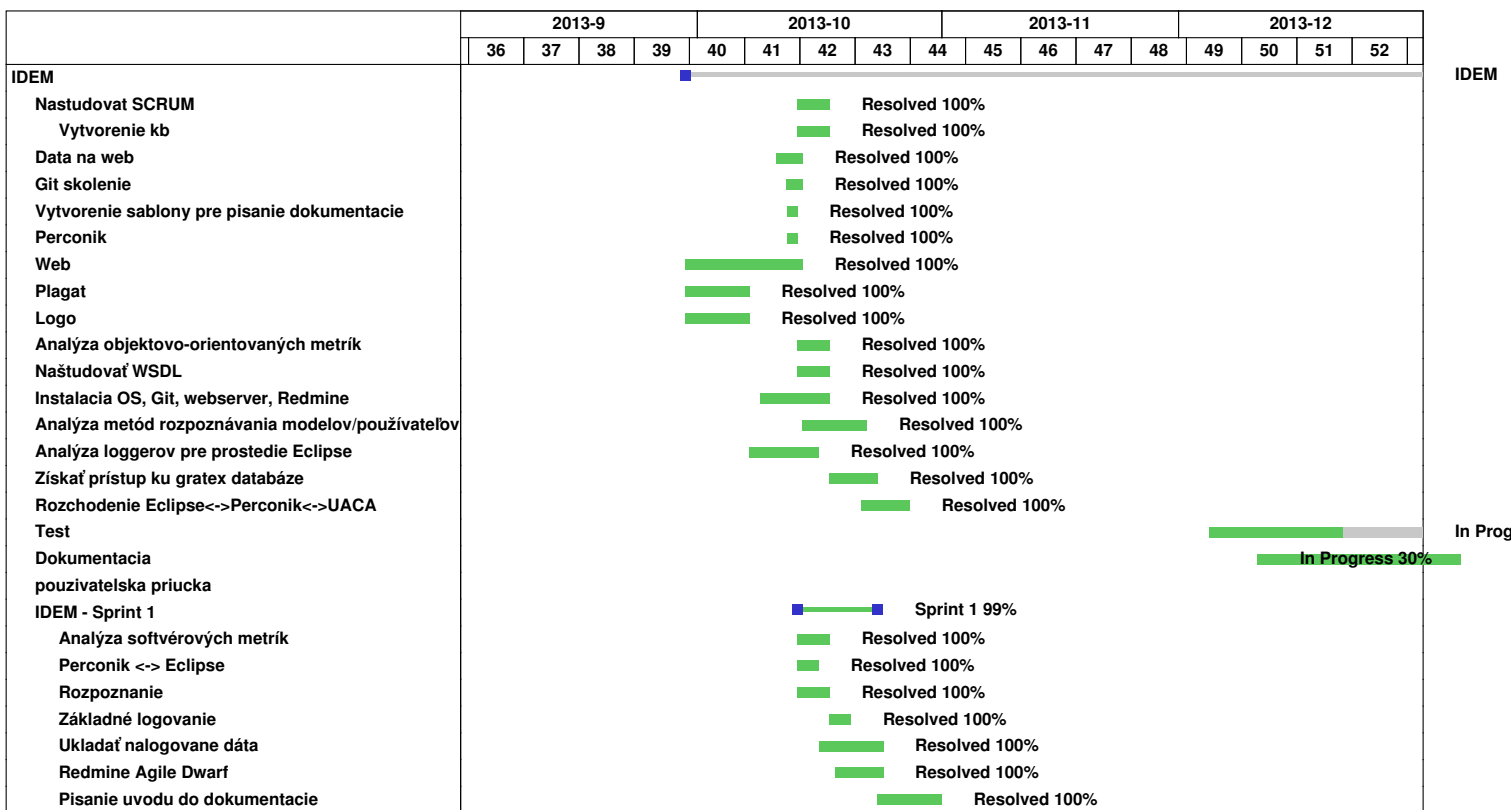 2013-9 2013-10 2013-11 2013-12
36 37 38 39 40 41 42 43 44 45 46 47 48 49 50 51 52
IDEM IDEM
Nastudovat SCRUM Resolved 100%
Vytvorenie kb Resolved 100%
Data na web Resolved 100%
Git skolenie Resolved 100%
Vytvorenie sablony pre pisanie dokumentacie Resolved 100%
Perconik Resolved 100%
Web Resolved 100%
Plagat Resolved 100%
Logo Resolved 100%
Analýza objektovo-orientovaných metrík Resolved 100%
Naštudovať WSDL Resolved 100%
Instalacia OS, Git, webserver, Redmine Resolved 100%
Analýza metód rozpoznávania modelov/používateľov Resolved 100%
Analýza loggerov pre prostedie Eclipse Resolved 100%
Získať prístup ku gratex databáze Resolved 100%
Rozchodenie Eclipse<->Perconik<->UACA Resolved 100%
Test In Prog
Dokumentacia In Progress 30%
pouzivatelska priucka
IDEM - Sprint 1 Sprint 1 99%
Analýza softvérových metrík Resolved 100%
Perconik <-> Eclipse Resolved 100%
Rozpoznanie Resolved 100%
Základné logovanie Resolved 100%
Ukladať nalogovane dáta Resolved 100%
Redmine Agile Dwarf Resolved 100%
Pisanie uvodu do dokumentacie Resolved 100%